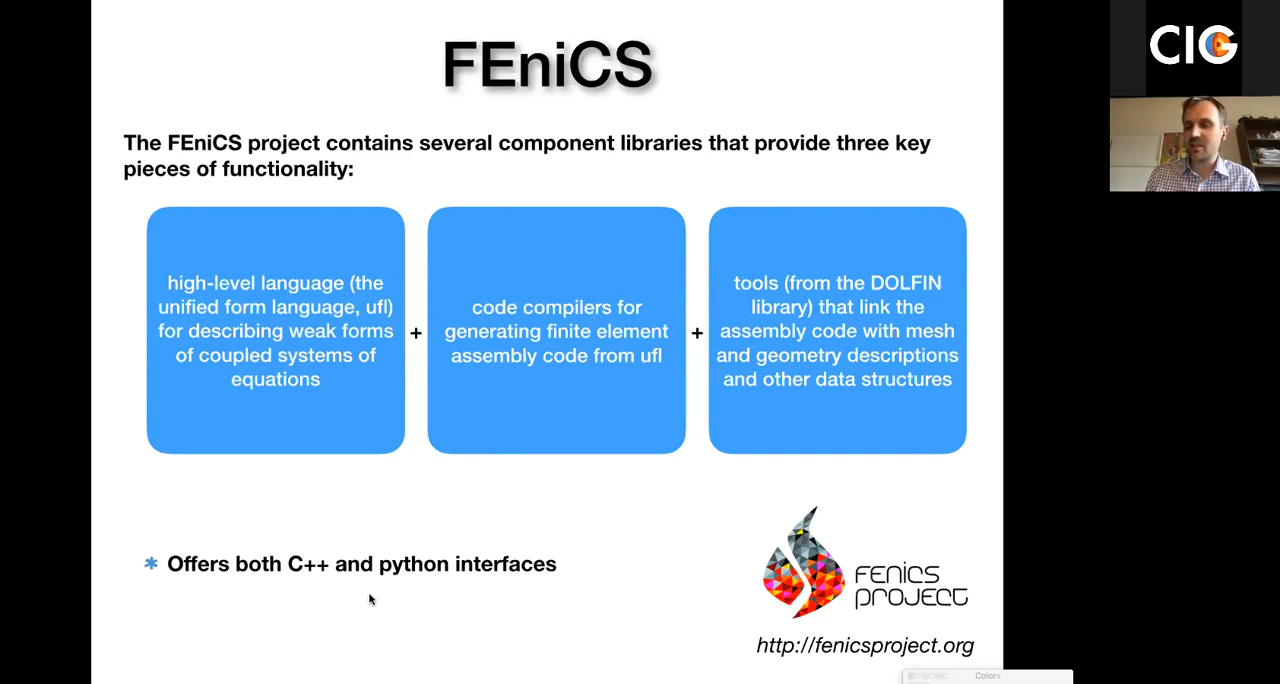 FEniCS
CIG
The FEniCS project contains several component libraries that provide three key
pieces of functionality:
high-level language (the
unified form language, ufl)
for describing weak forms
of coupled systems of
equations
+
code compilers for
generating finite element
assembly code from ufl
+
tools (from the DOLFIN
library) that link the
assembly code with mesh
and geometry descriptions
and other data structures
* Offers both C++ and python interfaces
FENICS
PROJECT
http://fenicsproject.org
Colors